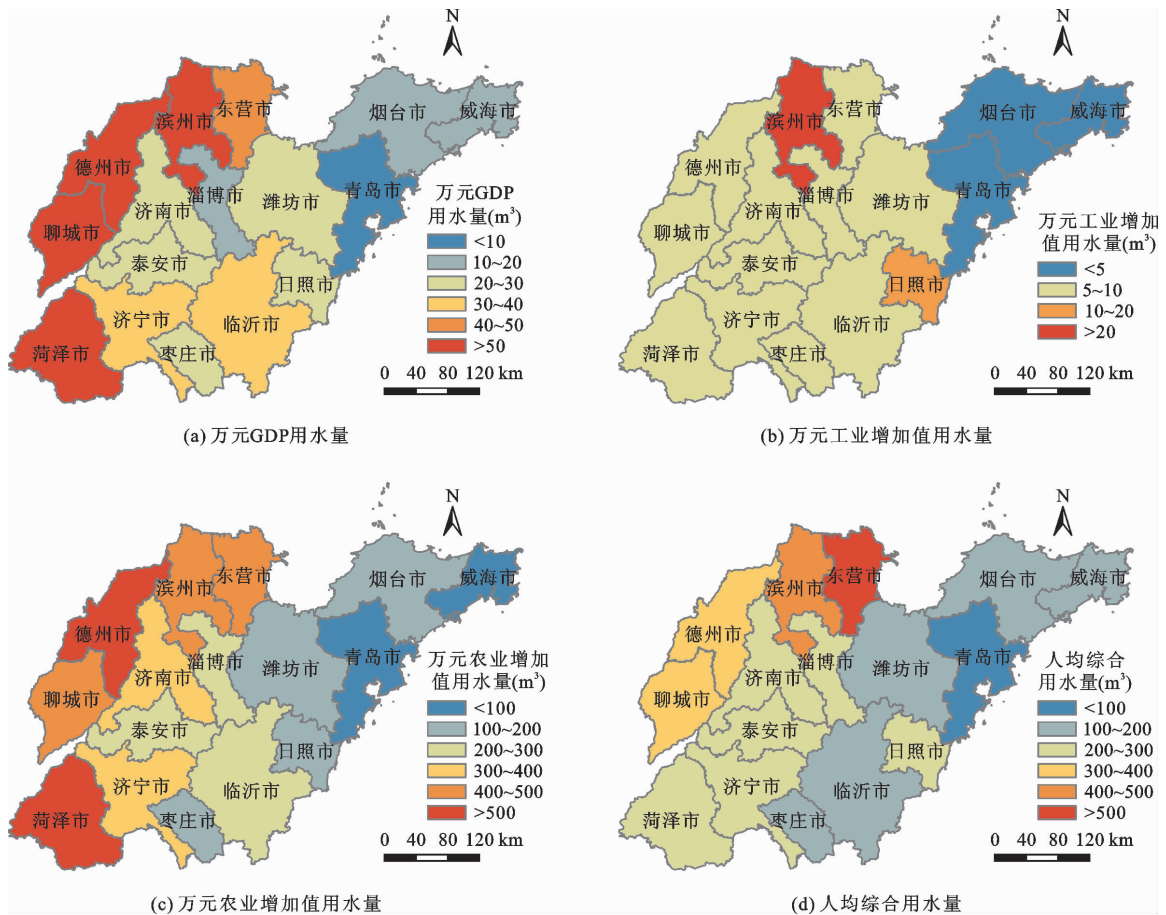 N
滨州市
东营市
烟台市
威海市
德州市
淄博市
青岛市
济南市
潍坊市
聊城市
泰安市
日照市
济宁市
临沂市
菏泽市
枣庄市
万元GDP
用水量(m³)
<10
10~20
20~30
30~40
40~50
>50
0 40 80 120 km
(a) 万元GDP用水量
N
滨州市
东营市
烟台市
威海市
德州市
淄博市
青岛市
济南市
潍坊市
聊城市
泰安市
日照市
济宁市
临沂市
菏泽市
枣庄市
万元工业增加
值用水量(m³)
<5
5~10
10~20
>20
0 40 80 120 km
(b) 万元工业增加值用水量
N
滨州市
东营市
烟台市
威海市
德州市
淄博市
青岛市
济南市
潍坊市
聊城市
泰安市
日照市
济宁市
临沂市
菏泽市
枣庄市
万元农业增加
值用水量(m³)
<100
100~200
200~300
300~400
400~500
>500
0 40 80 120 km
(c) 万元农业增加值用水量
N
滨州市
东营市
烟台市
威海市
德州市
淄博市
青岛市
济南市
潍坊市
聊城市
泰安市
日照市
济宁市
临沂市
菏泽市
枣庄市
人均综合
用水量(m³)
<100
100~200
200~300
300~400
400~500
>500
0 40 80 120 km
(d) 人均综合用水量